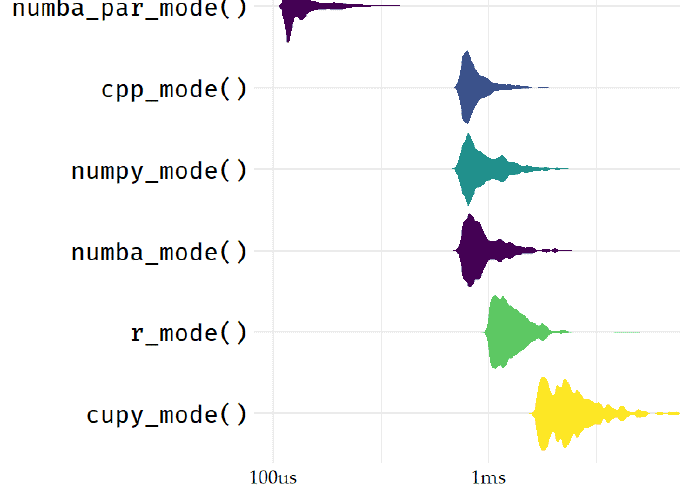 numba_par_mode()
cpp_mode()
numpy_mode()
numba_mode()
r_mode()
cupy_mode()
100us 1ms